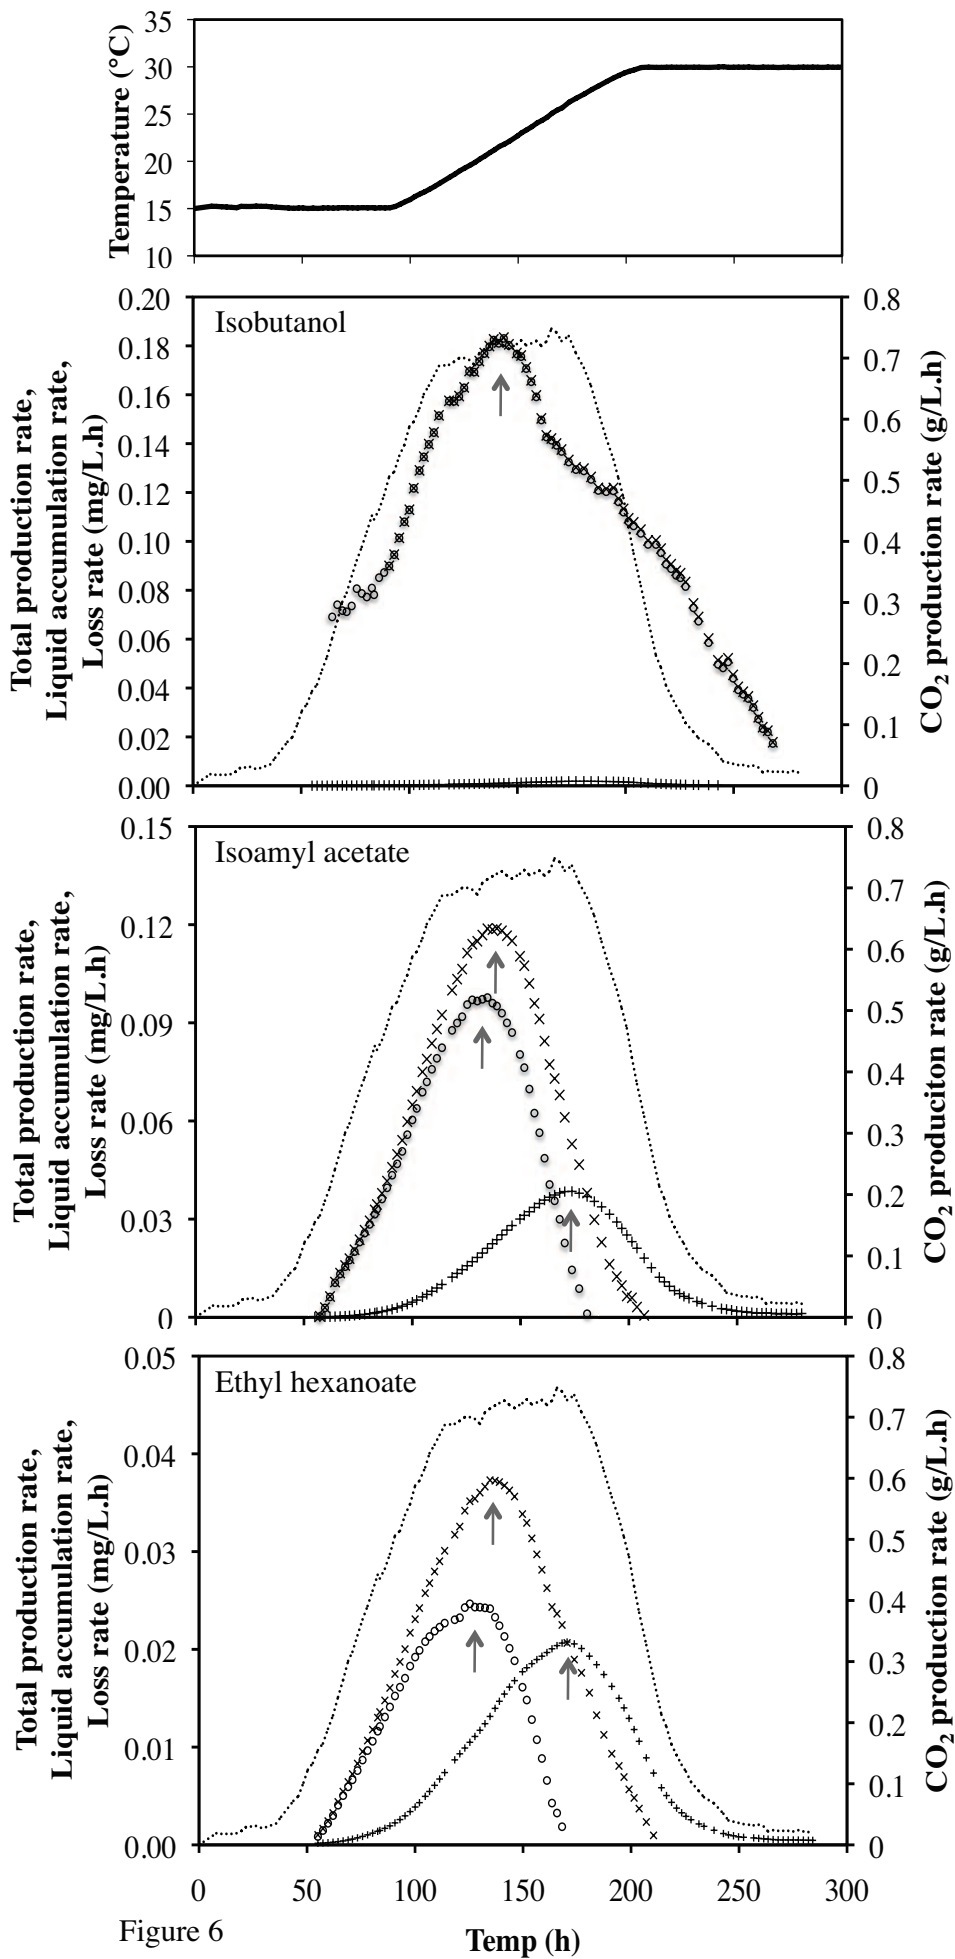 35
30
25
20
15
10
Temperature (°C)
0.20
0.18
0.16
0.14
0.12
0.10
0.08
0.06
0.04
0.02
0.00
Total production rate,
Liquid accumulation rate,
Loss rate (mg/L.h)
Isobutanol
0.8
0.7
0.6
0.5
0.4
0.3
0.2
0.1
0
CO2 production rate (g/L.h)
0.15
0.12
0.09
0.06
0.03
0
Total production rate,
Liquid accumulation rate,
Loss rate (mg/L.h)
Isoamyl acetate
0.8
0.7
0.6
0.5
0.4
0.3
0.2
0.1
0
CO2 produciton rate (g/L.h)
0.05
0.04
0.03
0.02
0.01
0.00
Total production rate,
Liquid accumulation rate,
Loss rate (mg/L.h)
Ethyl hexanoate
0.8
0.7
0.6
0.5
0.4
0.3
0.2
0.1
0
CO2 production rate (g/L.h)
0 50 100 150 200 250 300
Figure 6
Temp (h)